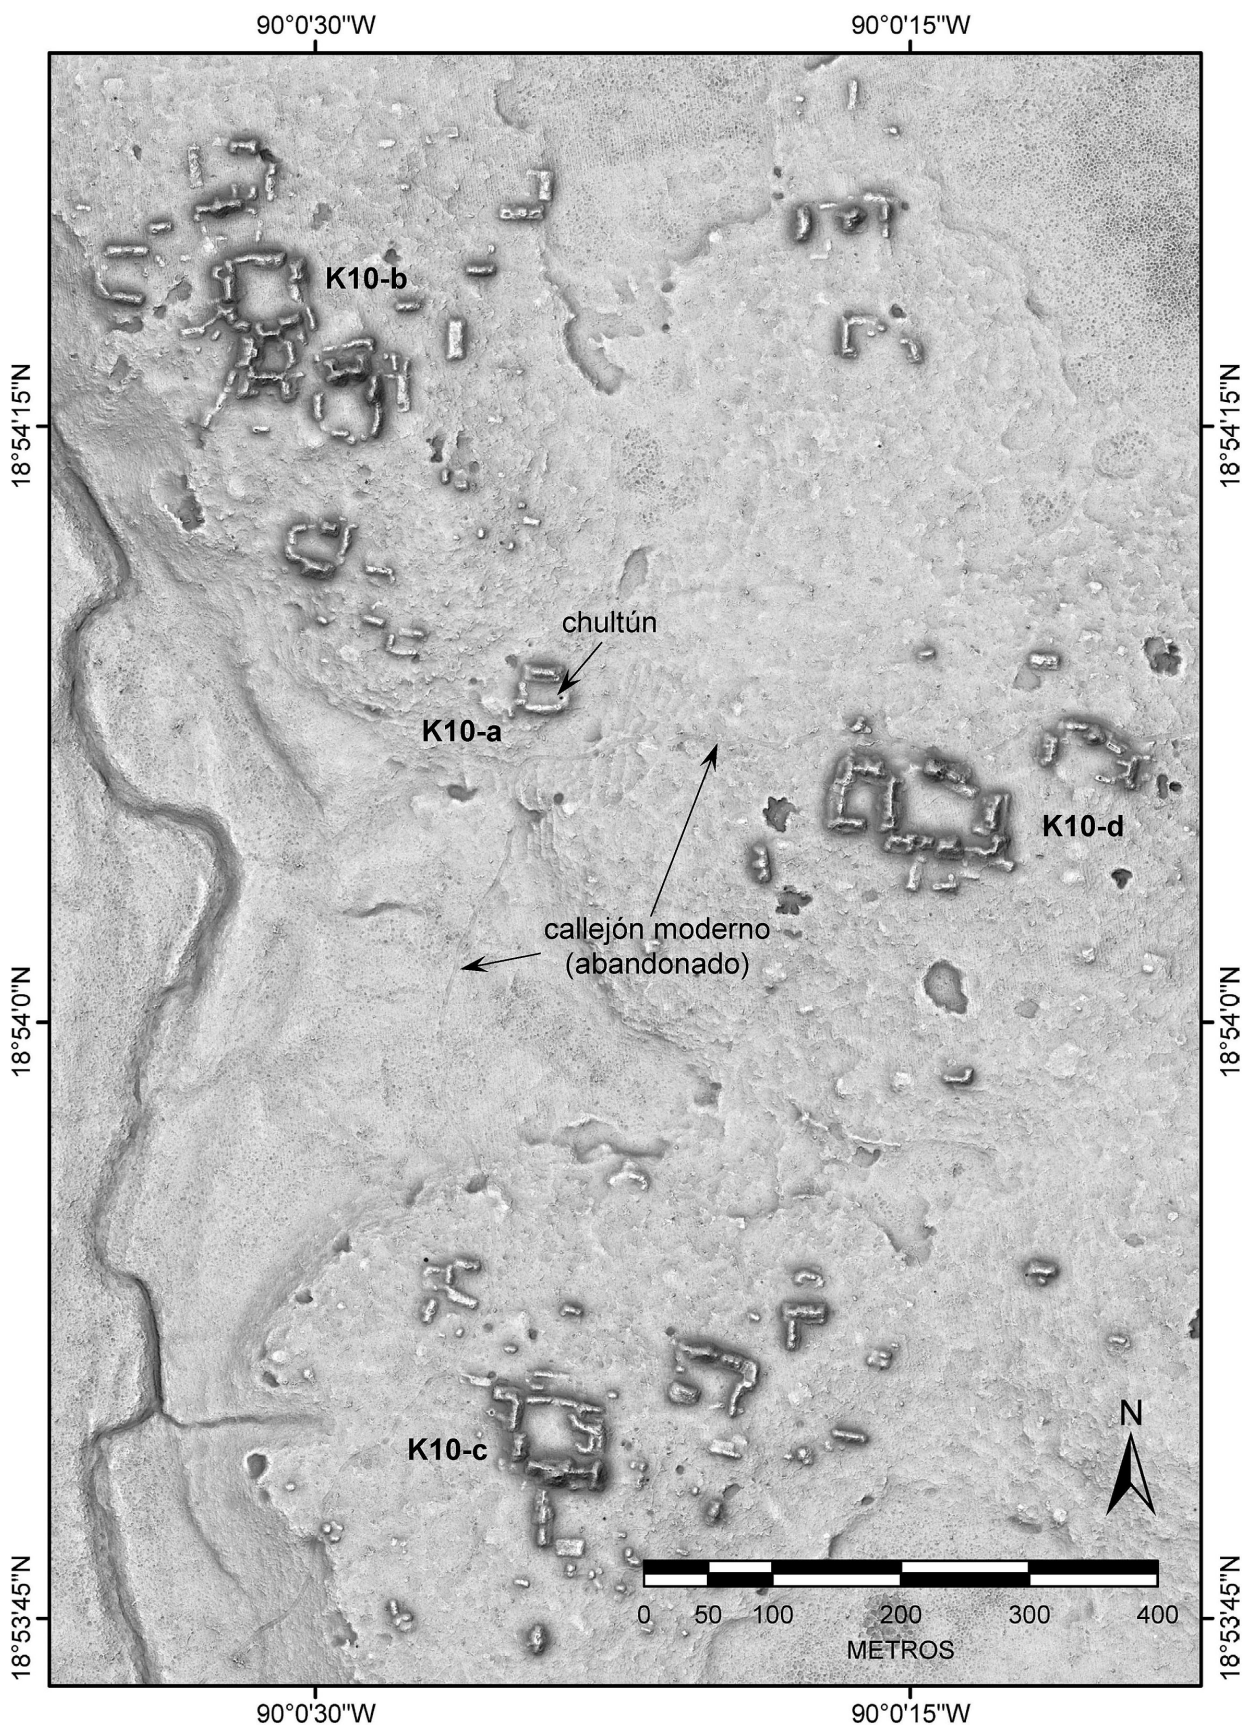 90°0'30"W 90°0'15"W
K10-b
18°54'15"N 18°54'15"N
chultún
K10-a
K10-d
callejón moderno
(abandonado)
18°54'0"N 18°54'0"N
N
K10-c
18°53'45"N 18°53'45"N
0 50 100 200 300 400
METROS
90°0'30"W 90°0'15"W